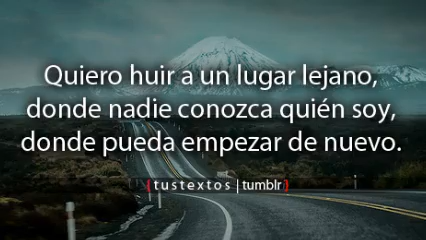 Quiero huir a un lugar lejano,
donde nadie conozca quién soy,
donde pueda empezar de nuevo.
[tustextos|tumblr]